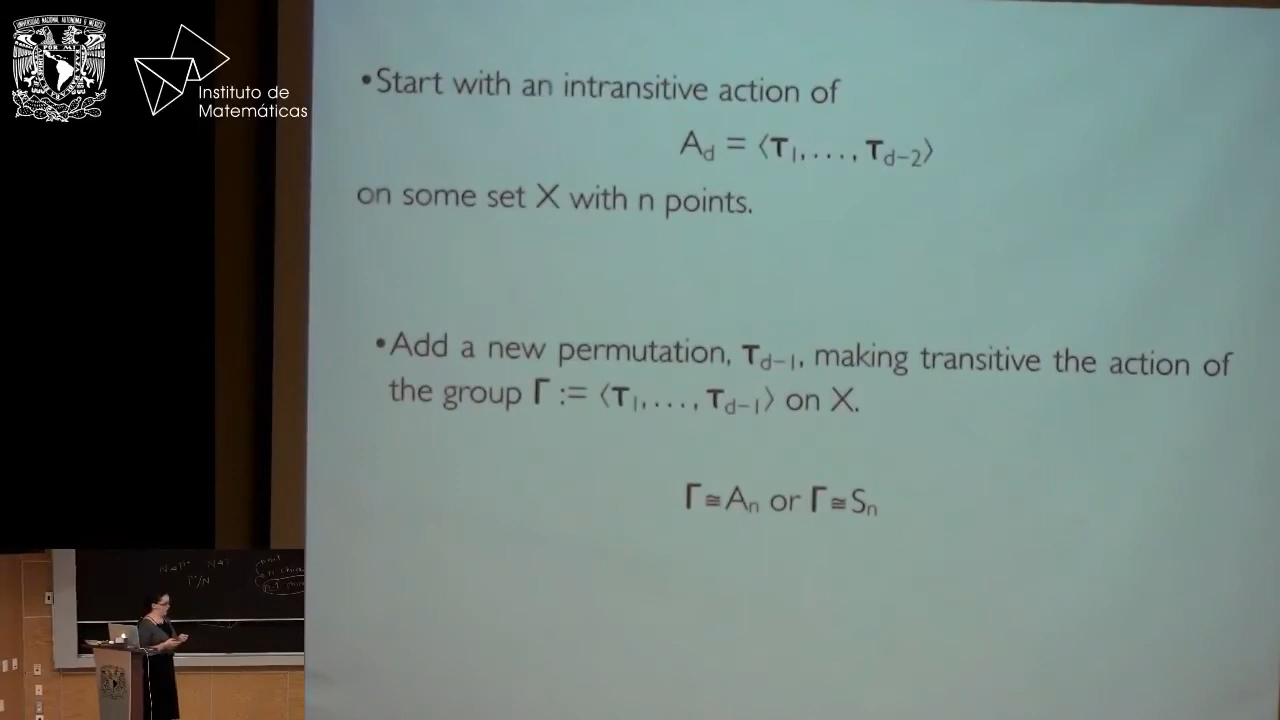 Instituto de
Matemáticas
•Start with an intransitive action of
A_d = ⟨τ_1, . . . , τ_{d−2}⟩
on some set X with n points.
•Add a new permutation, τ_{d−1}, making transitive the action of
the group Γ := ⟨τ_1, . . . , τ_{d−1}⟩ on X.
Γ≅A_n or Γ≅S_n